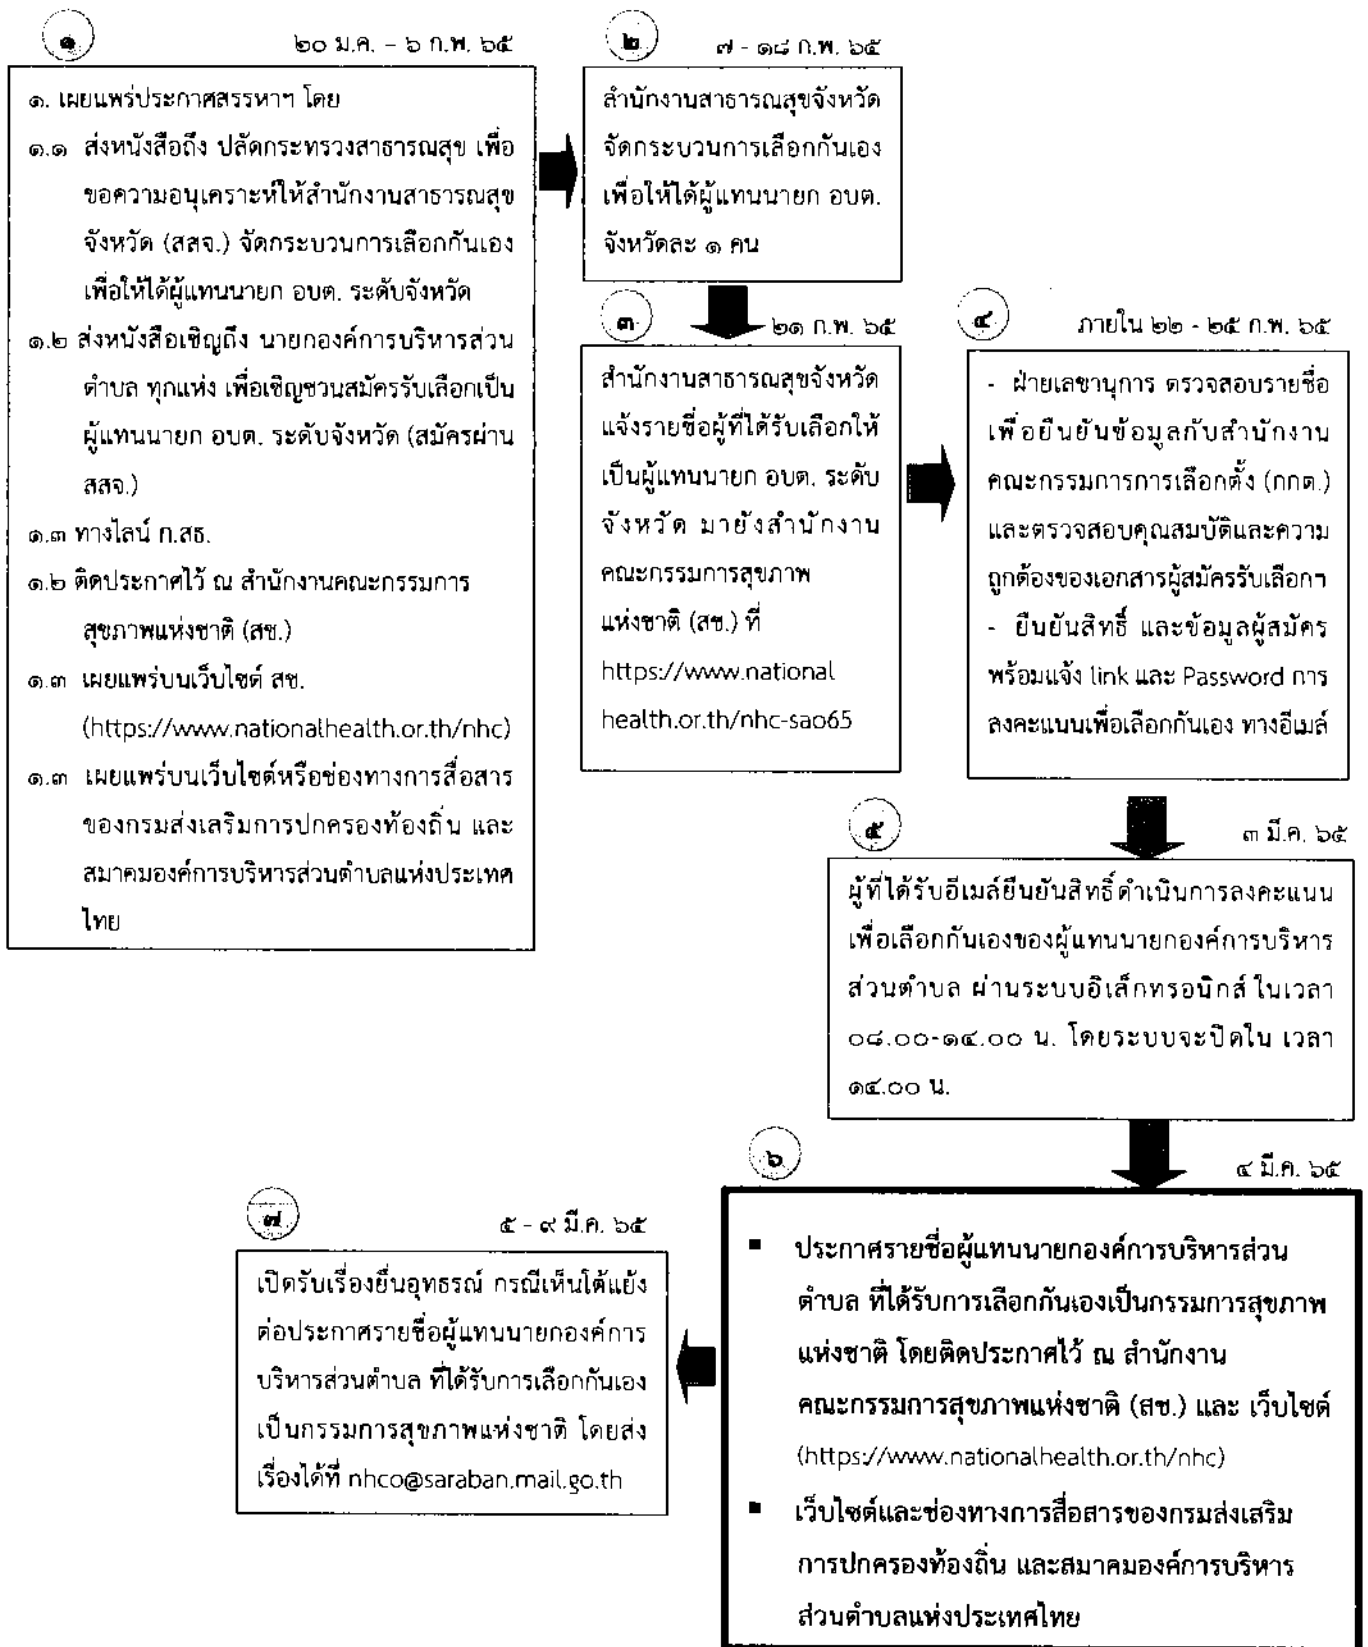 ๑
๒๐ ม.ค. – ๖ ก.พ. ๖๕
๑. เผยแพร่ประกาศสรรหาฯ โดย
๑.๑ ส่งหนังสือถึง ปลัดกระทรวงสาธารณสุข เพื่อ
ขอความอนุเคราะห์ให้สำนักงานสาธารณสุข
จังหวัด (สสจ.) จัดกระบวนการเลือกกันเอง
เพื่อให้ได้ผู้แทนนายก อบต. ระดับจังหวัด
๑.๒ ส่งหนังสือเชิญถึง นายกองค์การบริหารส่วน
ตำบล ทุกแห่ง เพื่อเชิญชวนสมัครรับเลือกเป็น
ผู้แทนนายก อบต. ระดับจังหวัด (สมัครผ่าน
สสจ.)
๑.๓ ทางไลน์ ก.สธ.
๑.๒ ติดประกาศไว้ ณ สำนักงานคณะกรรมการ
สุขภาพแห่งชาติ (สช.)
๑.๓ เผยแพร่บนเว็บไซต์ สช.
(https://www.nationalhealth.or.th/nhc)
๑.๓ เผยแพร่บนเว็บไซต์หรือช่องทางการสื่อสาร
ของกรมส่งเสริมการปกครองท้องถิ่น และ
สมาคมองค์การบริหารส่วนตำบลแห่งประเทศ
ไทย
๒
๗ - ๑๘ ก.พ. ๖๕
สำนักงานสาธารณสุขจังหวัด
จัดกระบวนการเลือกกันเอง
เพื่อให้ได้ผู้แทนนายก อบต.
จังหวัดละ ๑ คน
๓
๒๑ ก.พ. ๖๕
สำนักงานสาธารณสุขจังหวัด
แจ้งรายชื่อผู้ที่ได้รับเลือกให้
เป็นผู้แทนนายก อบต. ระดับ
จังหวัด มายังสำนักงาน
คณะกรรมการสุขภาพ
แห่งชาติ (สช.) ที่
https://www.national
health.or.th/nhc-sao65
๔
ภายใน ๒๒ - ๒๕ ก.พ. ๖๕
- ฝ่ายเลขานุการ ตรวจสอบรายชื่อ
เพื่อยืนยันข้อมูลกับสำนักงาน
คณะกรรมการการเลือกตั้ง (กกต.)
และตรวจสอบคุณสมบัติและความ
ถูกต้องของเอกสารผู้สมัครรับเลือกฯ
- ยืนยันสิทธิ์ และข้อมูลผู้สมัคร
พร้อมแจ้ง link และ Password การ
ลงคะแนนเพื่อเลือกกันเอง ทางอีเมล์
๕
๓ มี.ค. ๖๕
ผู้ที่ได้รับอีเมล์ยืนยันสิทธิ์ดำเนินการลงคะแนน
เพื่อเลือกกันเองของผู้แทนนายกองค์การบริหาร
ส่วนตำบล ผ่านระบบอิเล็กทรอนิกส์ ในเวลา
๐๘.๐๐-๑๔.๐๐ น. โดยระบบจะปิดใน เวลา
๑๔.๐๐ น.
๖
๔ มี.ค. ๖๕
▪ ประกาศรายชื่อผู้แทนนายกองค์การบริหารส่วน
ตำบล ที่ได้รับการเลือกกันเองเป็นกรรมการสุขภาพ
แห่งชาติ โดยติดประกาศไว้ ณ สำนักงาน
คณะกรรมการสุขภาพแห่งชาติ (สช.) และ เว็บไซต์
(https://www.nationalhealth.or.th/nhc)
▪ เว็บไซต์และช่องทางการสื่อสารของกรมส่งเสริม
การปกครองท้องถิ่น และสมาคมองค์การบริหาร
ส่วนตำบลแห่งประเทศไทย
๗
๕ - ๙ มี.ค. ๖๕
เปิดรับเรื่องยื่นอุทธรณ์ กรณีเห็นโต้แย้ง
ต่อประกาศรายชื่อผู้แทนนายกองค์การ
บริหารส่วนตำบล ที่ได้รับการเลือกกันเอง
เป็นกรรมการสุขภาพแห่งชาติ โดยส่ง
เรื่องได้ที่ nhco@saraban.mail.go.th